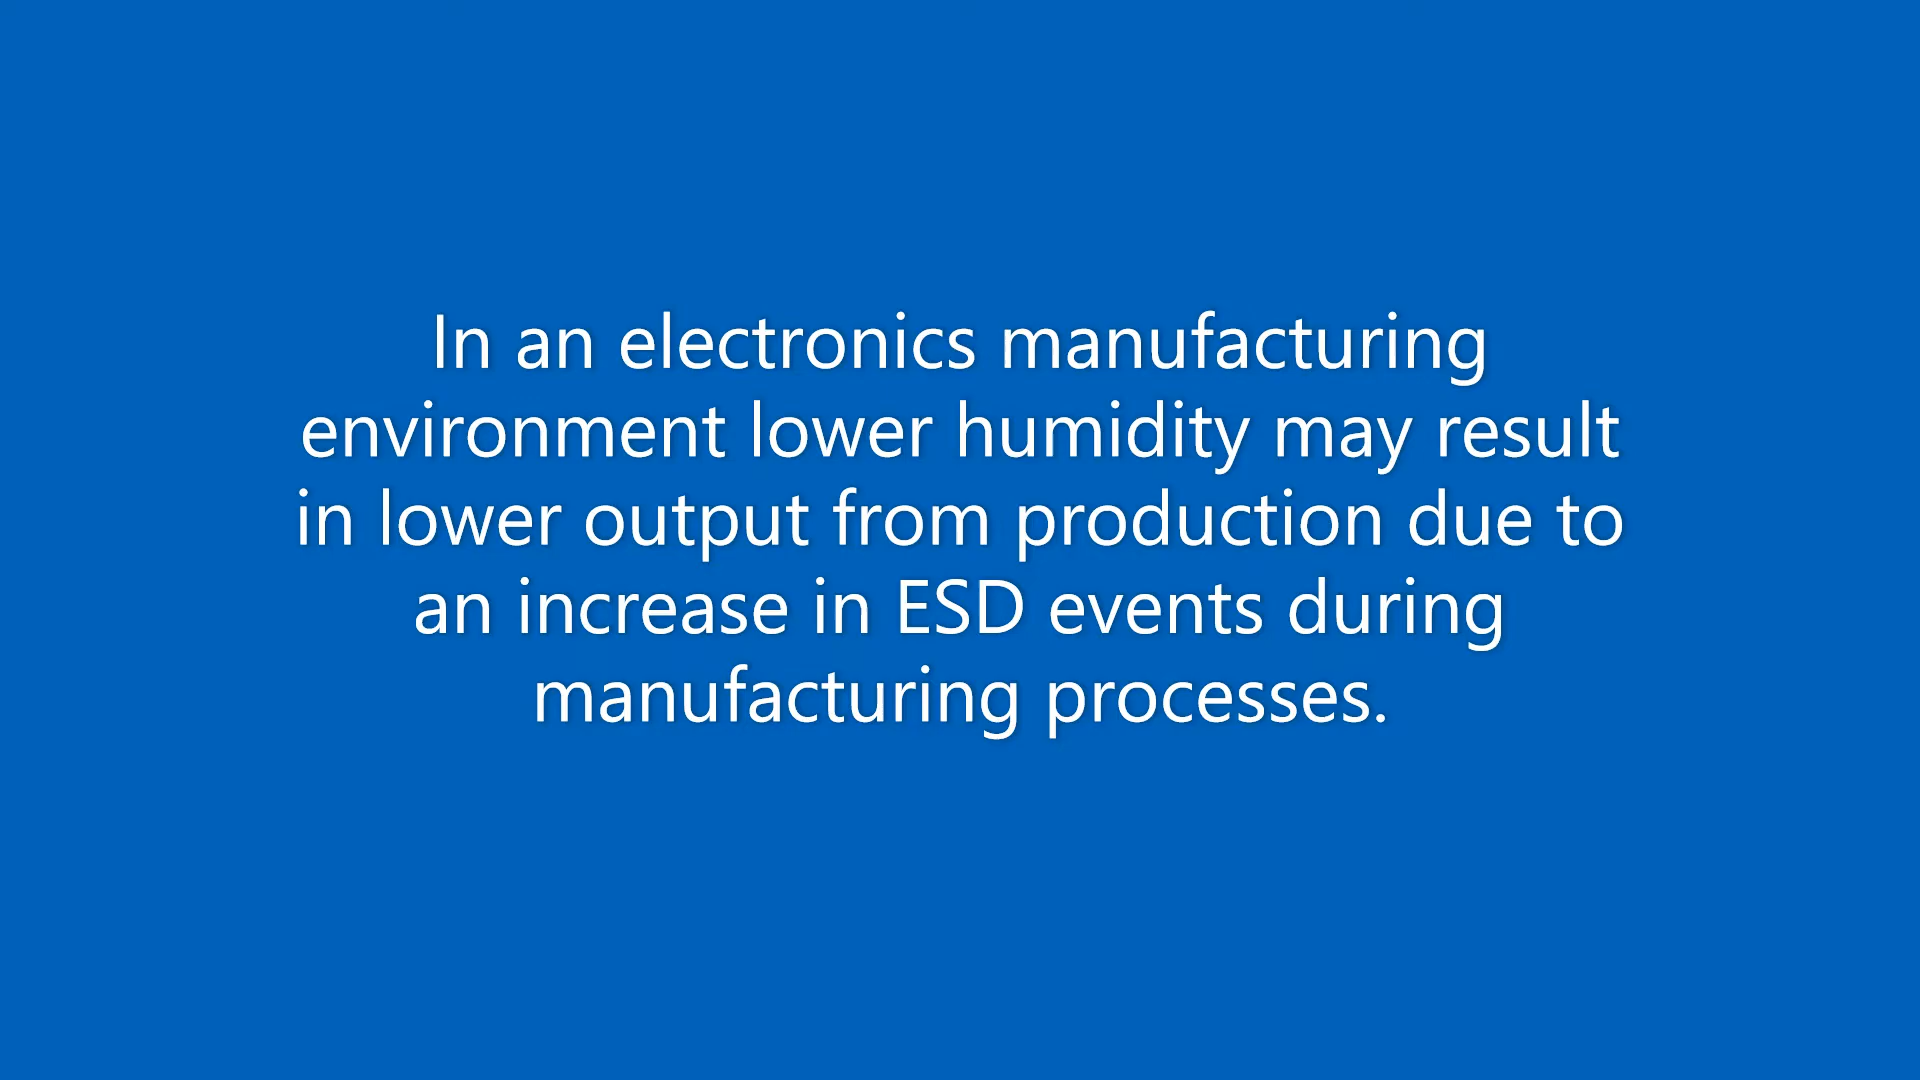 In an electronics manufacturing
environment lower humidity may result
in lower output from production due to
an increase in ESD events during
manufacturing processes.